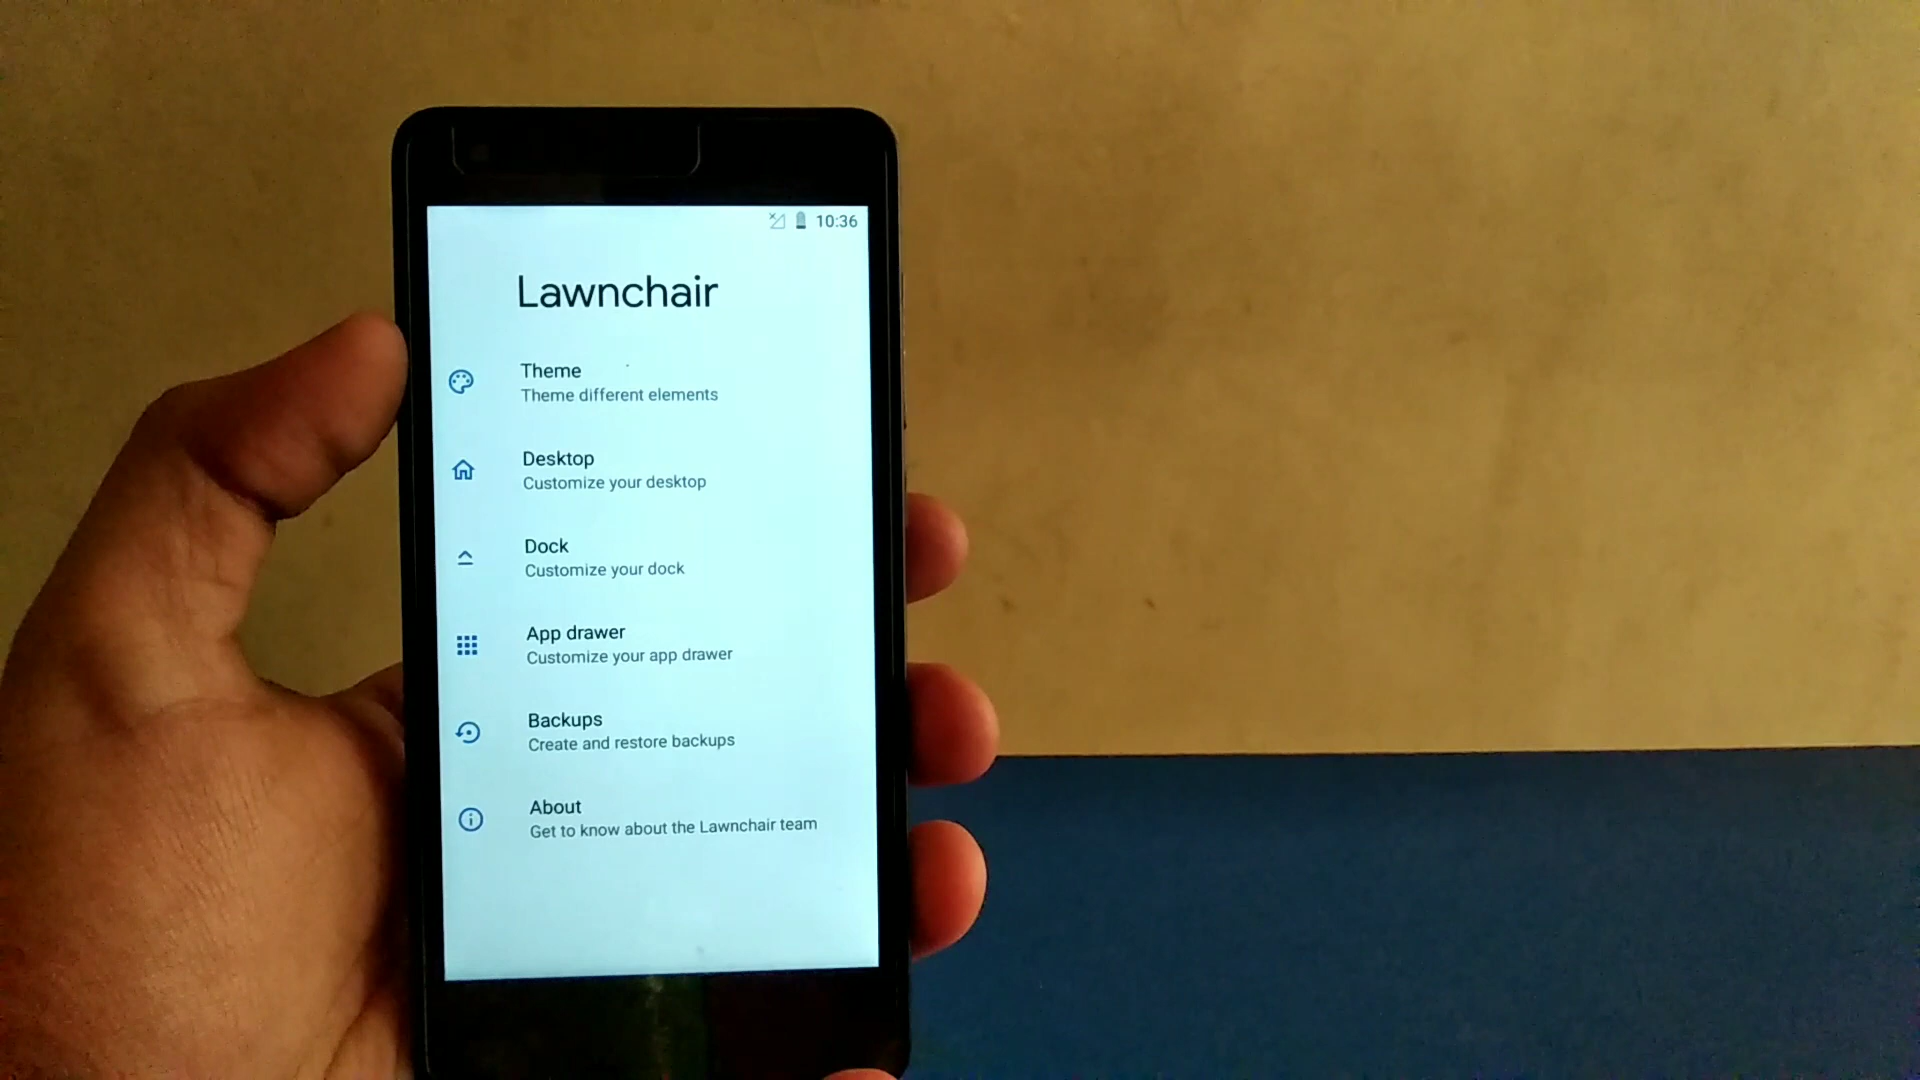 10:36
Lawnchair
Theme
Theme different elements
Desktop
Customize your desktop
Dock
Customize your dock
App drawer
Customize your app drawer
Backups
Create and restore backups
About
Get to know about the Lawnchair team